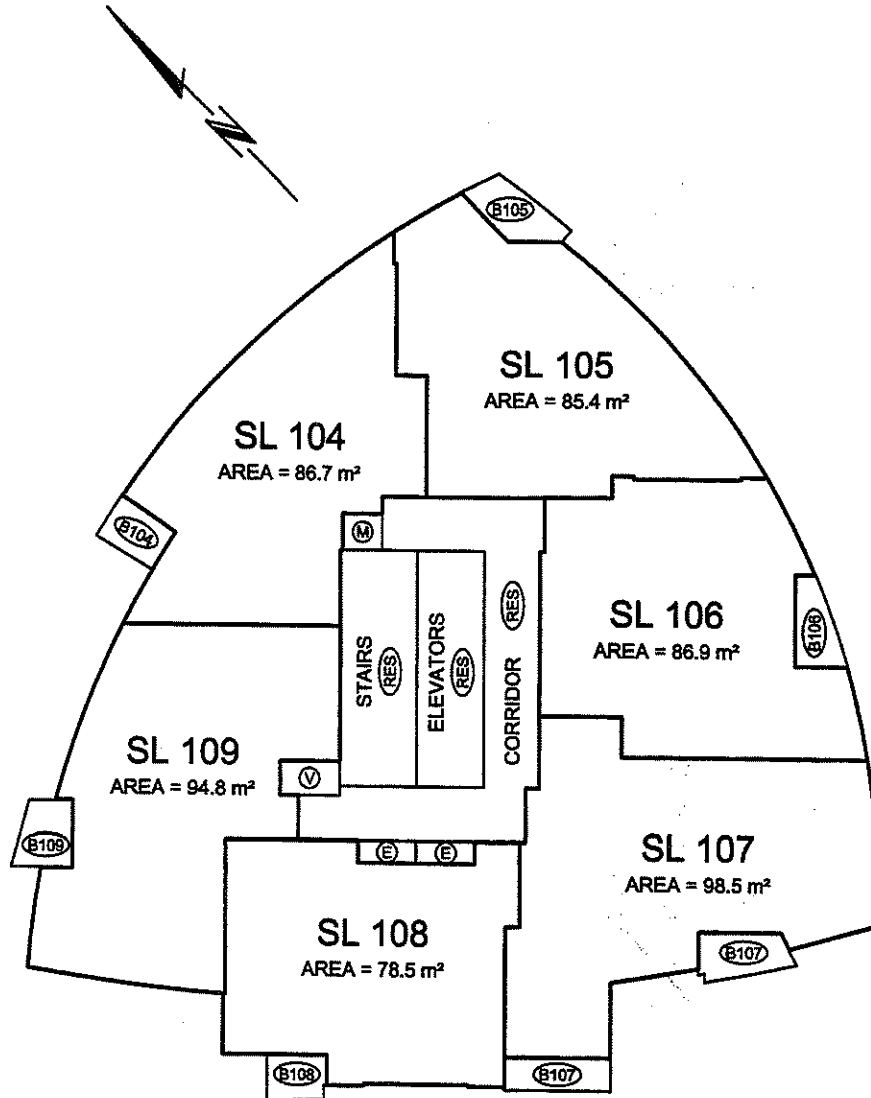 B105
SL 105
AREA = 85.4 m²
SL 104
AREA = 86.7 m²
B104
M
RES
SL 106
AREA = 86.9 m²
B106
STAIRS
RES
ELEVATORS
RES
CORRIDOR
SL 109
AREA = 94.8 m²
V
B109
E
E
SL 107
AREA = 98.5 m²
SL 108
AREA = 78.5 m²
B107
B108
B107